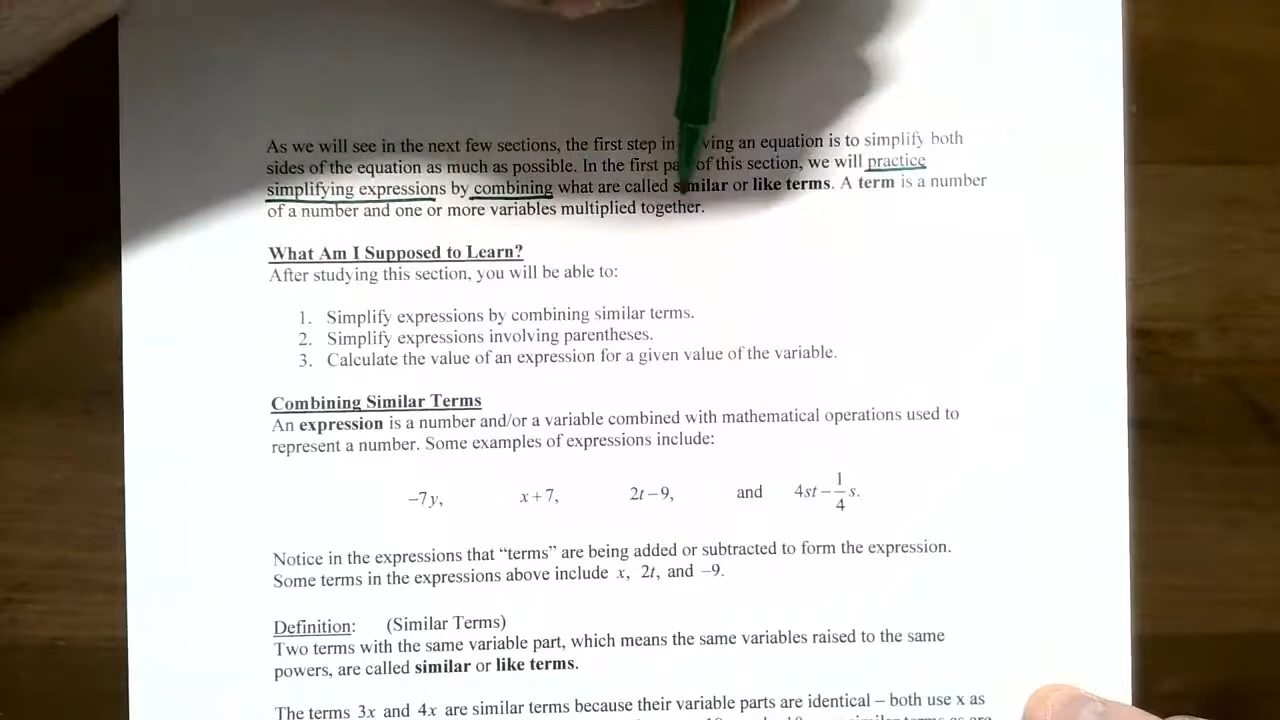 As we will see in the next few sections, the first step in ving an equation is to simplify both
sides of the equation as much as possible. In the first pa of this section, we will practice
simplifying expressions by combining what are called similar or like terms. A term is a number
of a number and one or more variables multiplied together.
What Am I Supposed to Learn?
After studying this section, you will be able to:
1. Simplify expressions by combining similar terms.
2. Simplify expressions involving parentheses.
3. Calculate the value of an expression for a given value of the variable.
Combining Similar Terms
An expression is a number and/or a variable combined with mathematical operations used to
represent a number. Some examples of expressions include:
−7y, x+7, 2t−9, and 4st−1/4 s.
Notice in the expressions that “terms” are being added or subtracted to form the expression.
Some terms in the expressions above include x, 2t, and −9.
Definition: (Similar Terms)
Two terms with the same variable part, which means the same variables raised to the same
powers, are called similar or like terms.
The terms 3x and 4x are similar terms because their variable parts are identical – both use x as